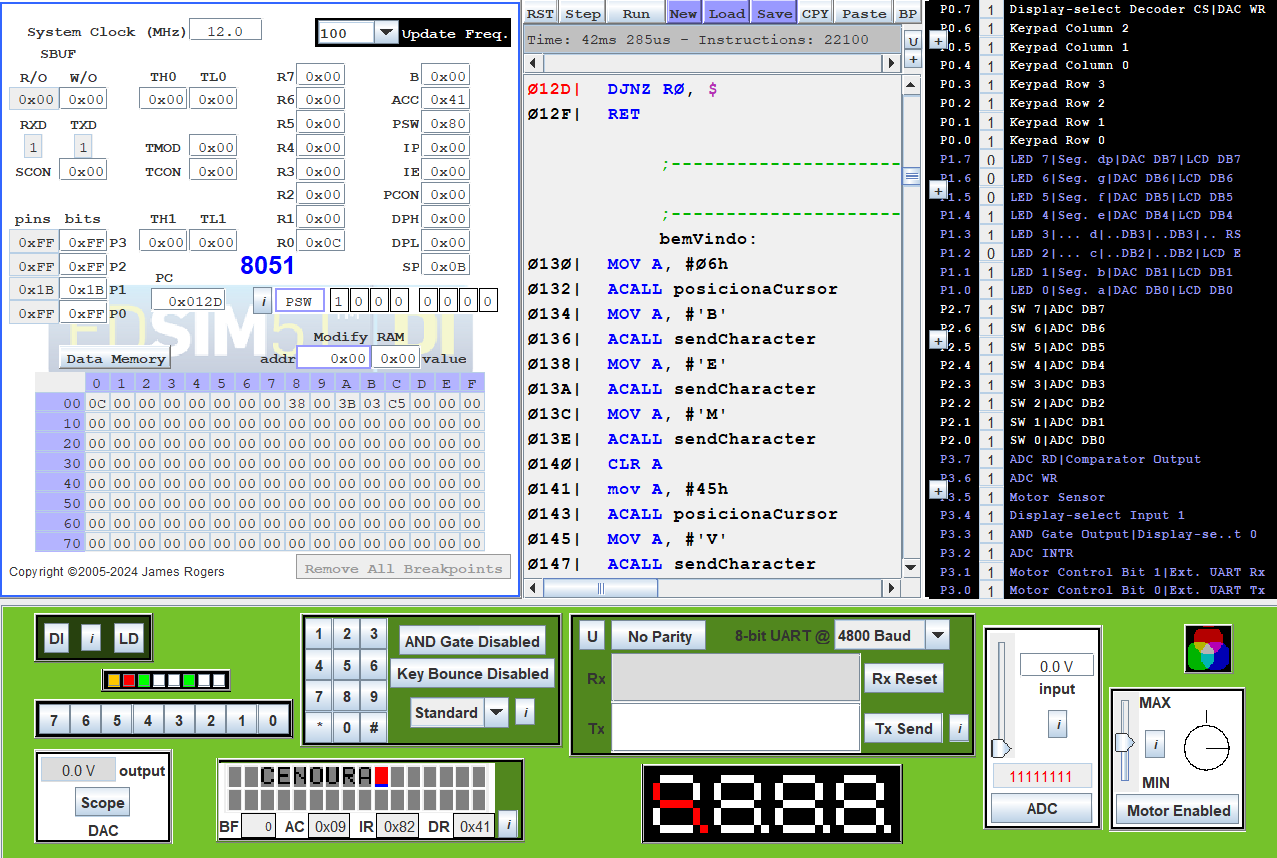 System Clock (MHz) 12.0
100 Update Freq.
SBUF
R/O W/O TH0 TL0 R7 0x00 B 0x00
0x00 0x00 0x00 0x00 R6 0x00 ACC 0x41
RXD TXD R5 0x00 PSW 0x80
1 1 TMOD 0x00 R4 0x00 IP 0x00
SCON 0x00 TCON 0x00 R3 0x00 IE 0x00
R2 0x00 PCON 0x00
pins bits TH1 TL1 R1 0x00 DPH 0x00
0xFF 0xFF P3 0x00 0x00 R0 0x0C DPL 0x00
0xFF 0xFF P2 8051 SP 0x0B
PC
0x1B 0x1B P1 0x012D i PSW 1 0 0 0 0 0 0 0
0xFF 0xFF P0
EDSIM51 DI
Modify RAM
Data Memory addr 0x00 0x00 value
0 1 2 3 4 5 6 7 8 9 A B C D E F
00 0C 00 00 00 00 00 00 00 38 00 3B 03 C5 00 00 00
10 00 00 00 00 00 00 00 00 00 00 00 00 00 00 00 00
20 00 00 00 00 00 00 00 00 00 00 00 00 00 00 00 00
30 00 00 00 00 00 00 00 00 00 00 00 00 00 00 00 00
40 00 00 00 00 00 00 00 00 00 00 00 00 00 00 00 00
50 00 00 00 00 00 00 00 00 00 00 00 00 00 00 00 00
60 00 00 00 00 00 00 00 00 00 00 00 00 00 00 00 00
70 00 00 00 00 00 00 00 00 00 00 00 00 00 00 00 00
Copyright ©2005-2024 James Rogers
Remove All Breakpoints
RST Step Run New Load Save CPY Paste BP
Time: 42ms 285us - Instructions: 22100
U
+
Ø12D| DJNZ RØ, $
Ø12F| RET
;--------------------
;--------------------
bemVindo:
Ø13Ø| MOV A, #Ø6h
Ø132| ACALL posicionaCursor
Ø134| MOV A, #'B'
Ø136| ACALL sendCharacter
Ø138| MOV A, #'E'
Ø13A| ACALL sendCharacter
Ø13C| MOV A, #'M'
Ø13E| ACALL sendCharacter
Ø14Ø| CLR A
Ø141| mov A, #45h
Ø143| ACALL posicionaCursor
Ø145| MOV A, #'V'
Ø147| ACALL sendCharacter
P0.7 1 Display-select Decoder CS|DAC WR
P0.6 1 Keypad Column 2
P0.5 1 Keypad Column 1
P0.4 1 Keypad Column 0
P0.3 1 Keypad Row 3
P0.2 1 Keypad Row 2
P0.1 1 Keypad Row 1
P0.0 1 Keypad Row 0
P1.7 0 LED 7|Seg. dp|DAC DB7|LCD DB7
P1.6 0 LED 6|Seg. g|DAC DB6|LCD DB6
P1.5 0 LED 5|Seg. f|DAC DB5|LCD DB5
P1.4 1 LED 4|Seg. e|DAC DB4|LCD DB4
P1.3 1 LED 3|... d|..DB3|..DB3|.. RS
P1.2 0 LED 2|... c|..DB2|..DB2|LCD E
P1.1 1 LED 1|Seg. b|DAC DB1|LCD DB1
P1.0 1 LED 0|Seg. a|DAC DB0|LCD DB0
P2.7 1 SW 7|ADC DB7
P2.6 1 SW 6|ADC DB6
P2.5 1 SW 5|ADC DB5
P2.4 1 SW 4|ADC DB4
P2.3 1 SW 3|ADC DB3
P2.2 1 SW 2|ADC DB2
P2.1 1 SW 1|ADC DB1
P2.0 1 SW 0|ADC DB0
P3.7 1 ADC RD|Comparator Output
P3.6 1 ADC WR
P3.5 1 Motor Sensor
P3.4 1 Display-select Input 1
P3.3 1 AND Gate Output|Display-se..t 0
P3.2 1 ADC INTR
P3.1 1 Motor Control Bit 1|Ext. UART Rx
P3.0 1 Motor Control Bit 0|Ext. UART Tx
DI i LD
7 6 5 4 3 2 1 0
0.0 V output
Scope
DAC
1 2 3
4 5 6
7 8 9
* 0 #
AND Gate Disabled
Key Bounce Disabled
Standard i
U No Parity 8-bit UART @ 4800 Baud
Rx Rx Reset
Tx Tx Send i
CENOURA
BF 0 AC 0x09 IR 0x82 DR 0x41 i
0.0 V
input
i
11111111
ADC
MAX
i
MIN
Motor Enabled